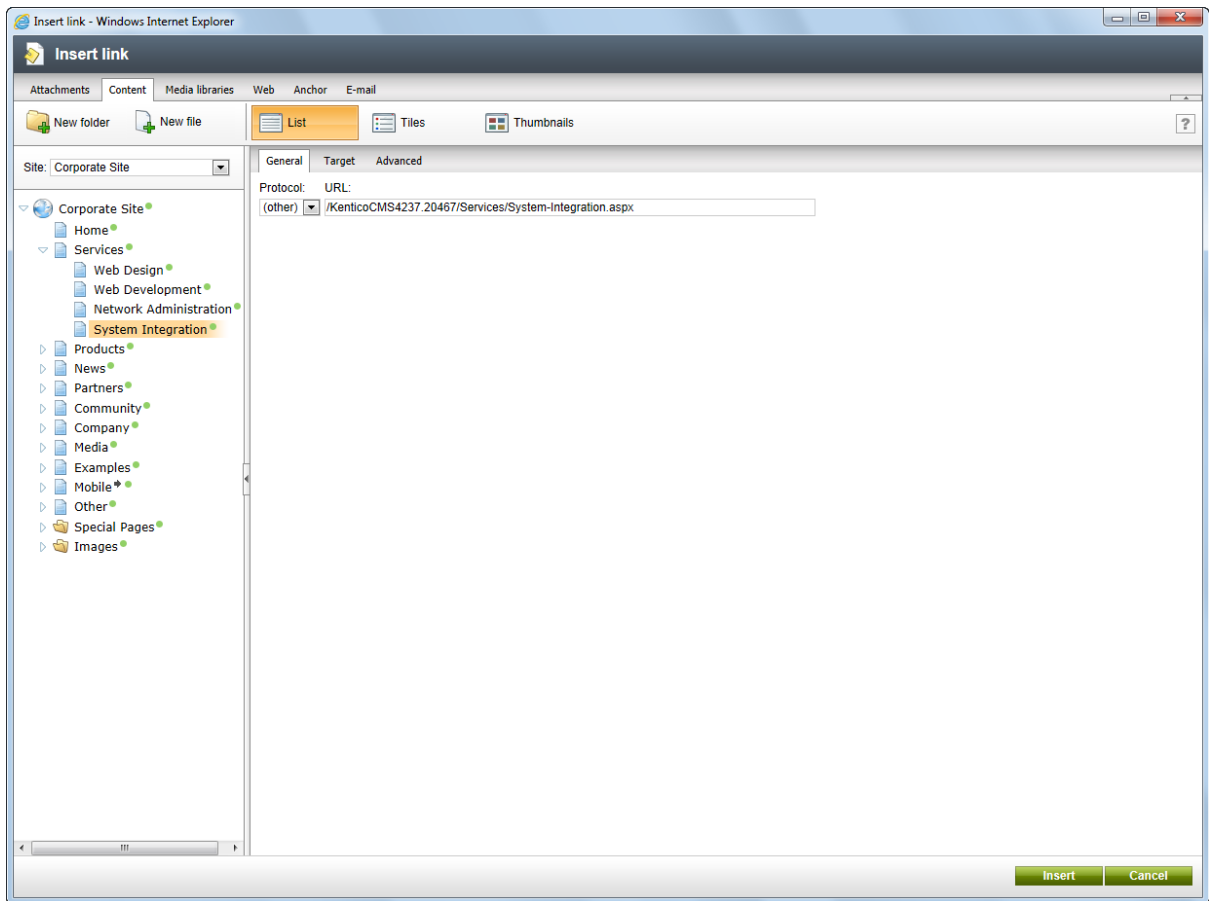 Insert link - Windows Internet Explorer
Insert link
Attachments Content Media libraries Web Anchor E-mail
New folder New file List Tiles Thumbnails ?
Site: Corporate Site
General Target Advanced
Protocol: URL:
(other) /KenticoCMS4237.20467/Services/System-Integration.aspx
Corporate Site
Home
Services
Web Design
Web Development
Network Administration
System Integration
Products
News
Partners
Community
Company
Media
Examples
Mobile
Other
Special Pages
Images
Insert Cancel